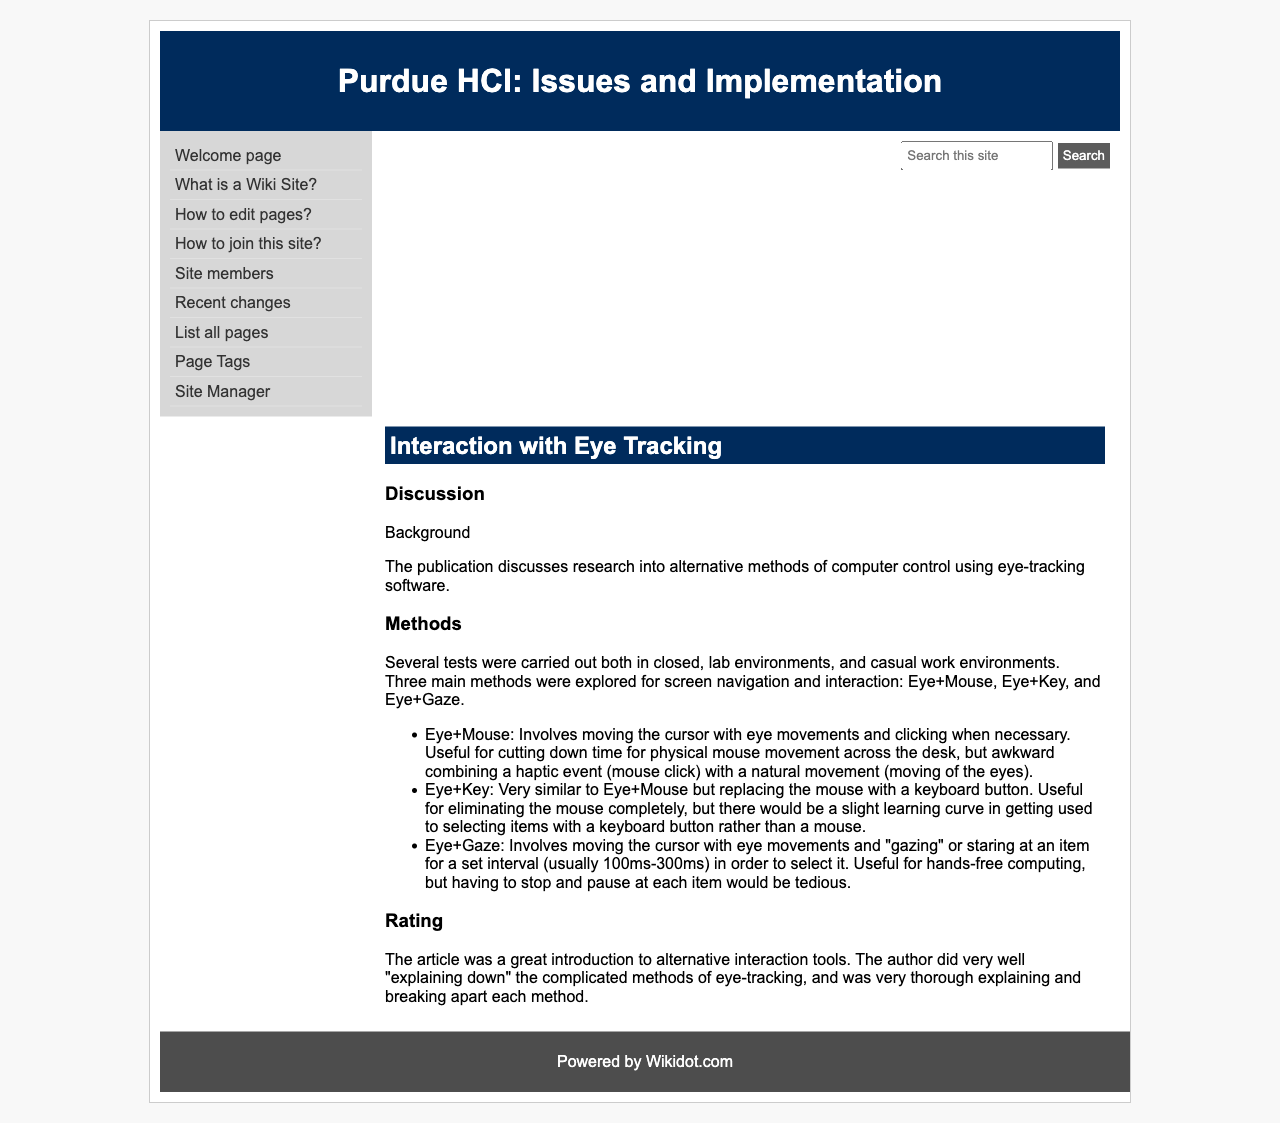 Purdue HCI: Issues and Implementation
Welcome page
What is a Wiki Site?
How to edit pages?
How to join this site?
Site members
Recent changes
List all pages
Page Tags
Site Manager
Search this site
Search
Interaction with Eye Tracking
Discussion
Background
The publication discusses research into alternative methods of computer control using eye-tracking
software.
Methods
Several tests were carried out both in closed, lab environments, and casual work environments.
Three main methods were explored for screen navigation and interaction: Eye+Mouse, Eye+Key, and
Eye+Gaze.
• Eye+Mouse: Involves moving the cursor with eye movements and clicking when necessary.
Useful for cutting down time for physical mouse movement across the desk, but awkward
combining a haptic event (mouse click) with a natural movement (moving of the eyes).
• Eye+Key: Very similar to Eye+Mouse but replacing the mouse with a keyboard button. Useful
for eliminating the mouse completely, but there would be a slight learning curve in getting used
to selecting items with a keyboard button rather than a mouse.
• Eye+Gaze: Involves moving the cursor with eye movements and "gazing" or staring at an item
for a set interval (usually 100ms-300ms) in order to select it. Useful for hands-free computing,
but having to stop and pause at each item would be tedious.
Rating
The article was a great introduction to alternative interaction tools. The author did very well
"explaining down" the complicated methods of eye-tracking, and was very thorough explaining and
breaking apart each method.
Powered by Wikidot.com